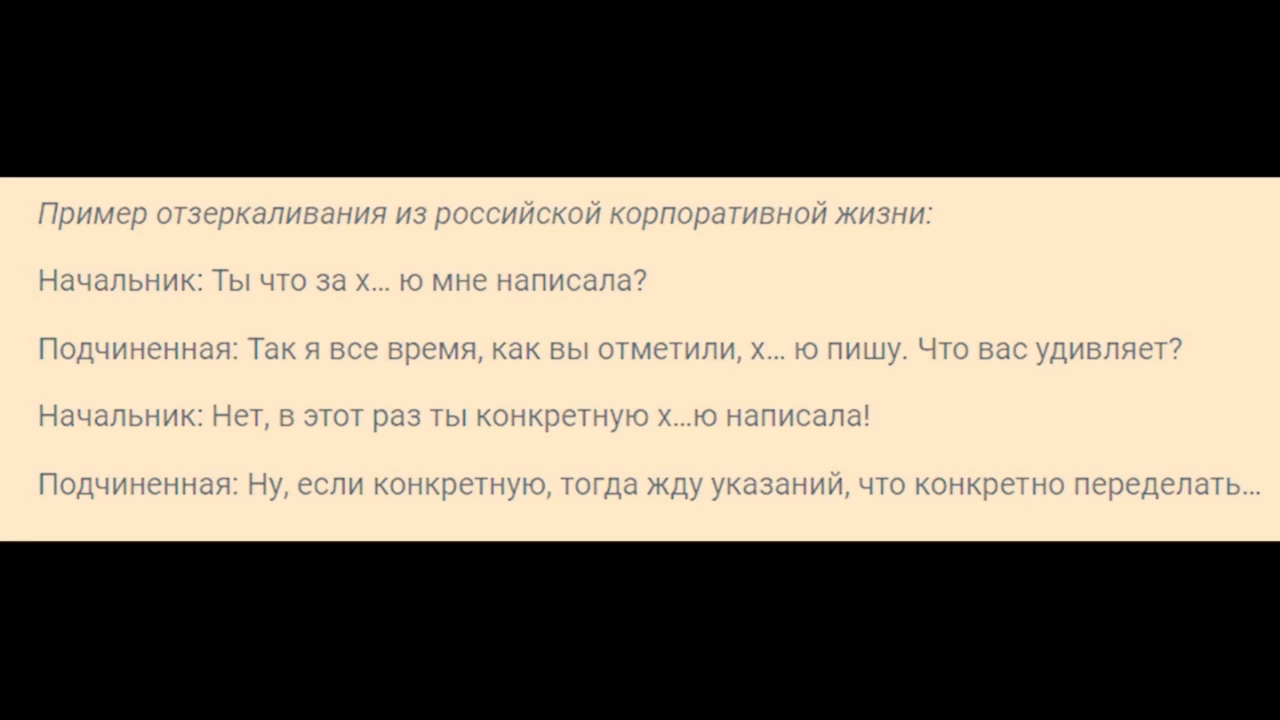 Пример отзеркаливания из российской корпоративной жизни:
Начальник: Ты что за х... ю мне написала?
Подчиненная: Так я все время, как вы отметили, х... ю пишу. Что вас удивляет?
Начальник: Нет, в этот раз ты конкретную х...ю написала!
Подчиненная: Ну, если конкретную, тогда жду указаний, что конкретно переделать...